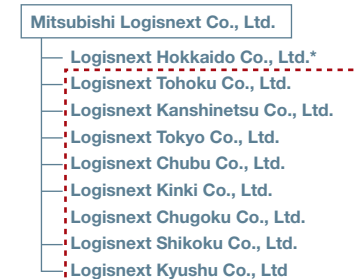 Mitsubishi Logisnext Co., Ltd.
Logisnext Hokkaido Co., Ltd.*
Logisnext Tohoku Co., Ltd.
Logisnext Kanshinetsu Co., Ltd.
Logisnext Tokyo Co., Ltd.
Logisnext Chubu Co., Ltd.
Logisnext Kinki Co., Ltd.
Logisnext Chugoku Co., Ltd.
Logisnext Shikoku Co., Ltd.
Logisnext Kyushu Co., Ltd